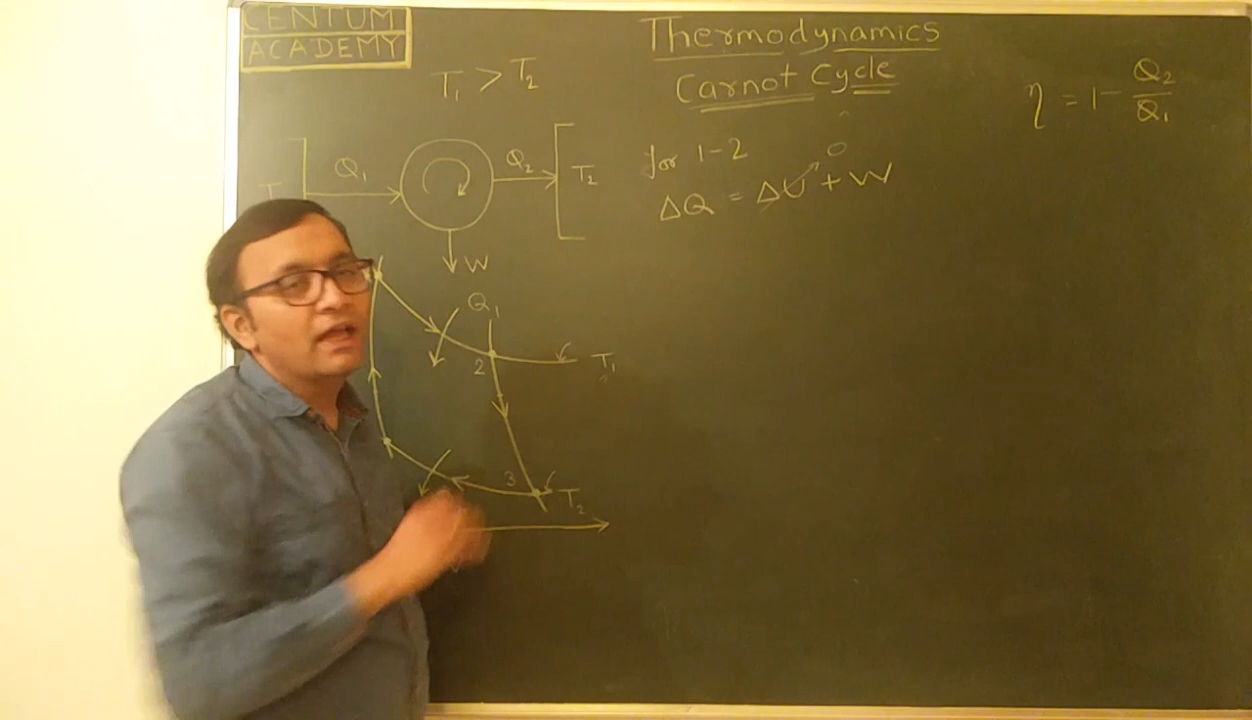 CENTUM
ACADEMY
Thermodynamics
Carnot Cycle
T₁ > T₂
η = 1 - Q₂/Q₁
Q₁
Q₂
T₂
W
for 1-2
0
ΔQ = ΔU + W
Q₁
2
T₁
3
T₂